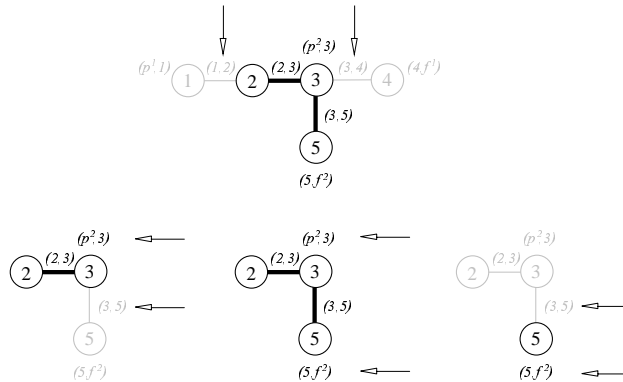 (p²,3)
(p¹,1) (1,2) (2,3) (3,4) (4,f¹)
1 2 3 4
(3,5)
5
(5,f²)
(p²,3) (p²,3) (p²,3)
(2,3) (2,3) (2,3)
2 3 2 3 2 3
(3,5) (3,5) (3,5)
5 5 5
(5,f²) (5,f²) (5,f²)